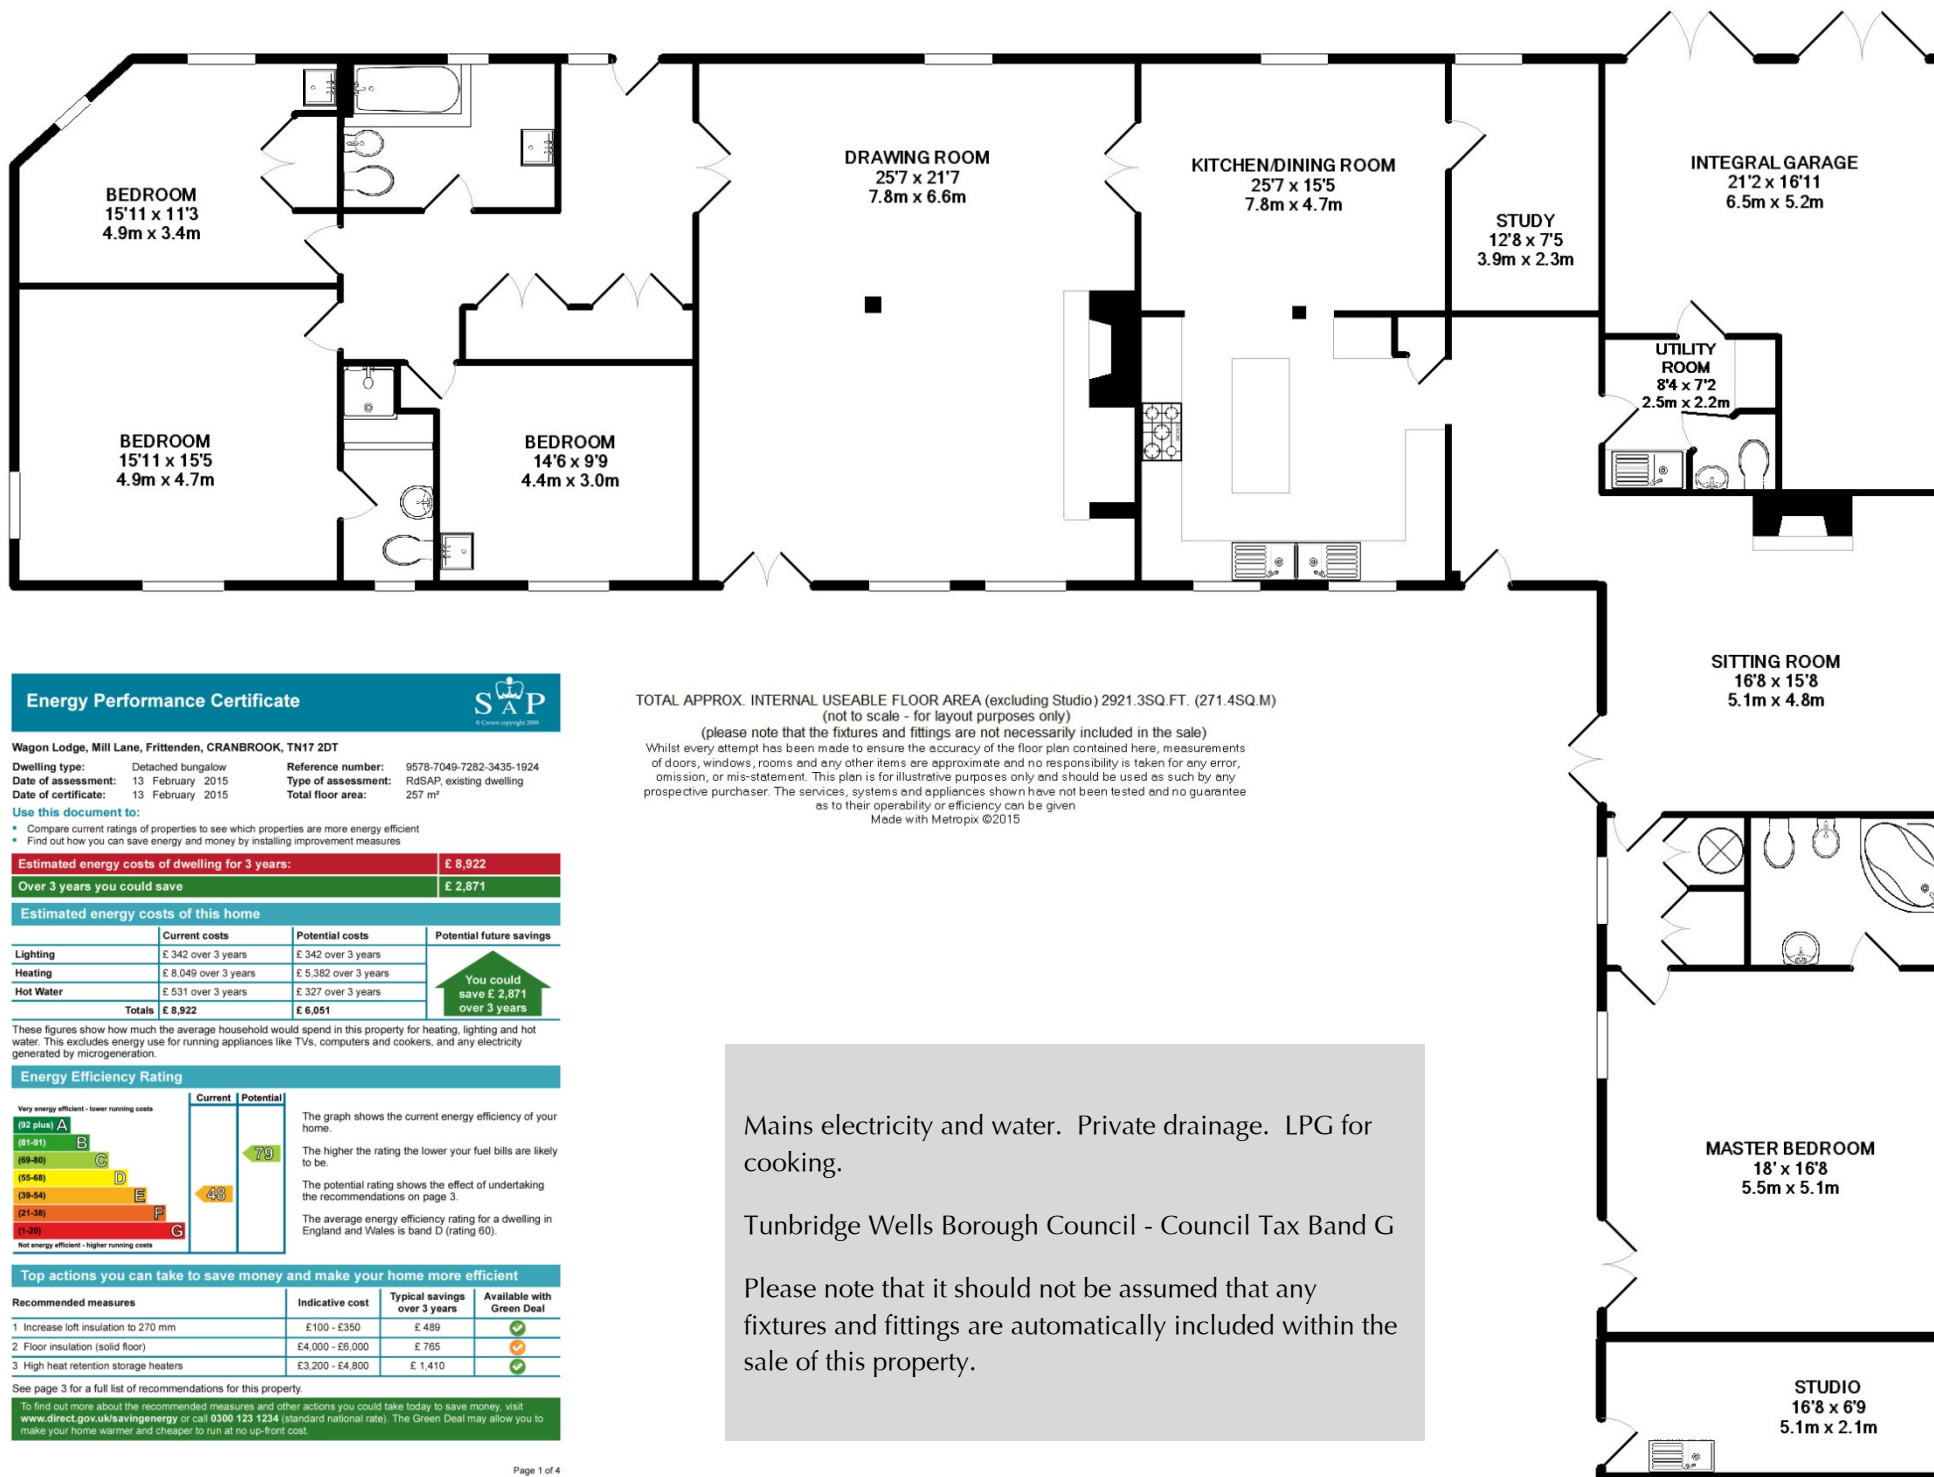 BEDROOM
15'11 x 11'3
4.9m x 3.4m
DRAWING ROOM
25'7 x 21'7
7.8m x 6.6m
KITCHEN/DINING ROOM
25'7 x 15'5
7.8m x 4.7m
STUDY
12'8 x 7'5
3.9m x 2.3m
INTEGRAL GARAGE
21'2 x 16'11
6.5m x 5.2m
UTILITY
ROOM
8'4 x 7'2
2.5m x 2.2m
BEDROOM
15'11 x 15'5
4.9m x 4.7m
BEDROOM
14'6 x 9'9
4.4m x 3.0m
SITTING ROOM
16'8 x 15'8
5.1m x 4.8m
MASTER BEDROOM
18' x 16'8
5.5m x 5.1m
STUDIO
16'8 x 6'9
5.1m x 2.1m
TOTAL APPROX. INTERNAL USEABLE FLOOR AREA (excluding Studio) 2921.3SQ.FT. (271.4SQ.M)
(not to scale - for layout purposes only)
(please note that the fixtures and fittings are not necessarily included in the sale)
Whilst every attempt has been made to ensure the accuracy of the floor plan contained here, measurements
of doors, windows, rooms and any other items are approximate and no responsibility is taken for any error,
omission, or mis-statement. This plan is for illustrative purposes only and should be used as such by any
prospective purchaser. The services, systems and appliances shown have not been tested and no guarantee
as to their operability or efficiency can be given
Made with Metropix ©2015
Energy Performance Certificate
SAP
© Crown copyright 2009
Wagon Lodge, Mill Lane, Frittenden, CRANBROOK, TN17 2DT
Dwelling type: Detached bungalow Reference number: 9578-7049-7282-3435-1924
Date of assessment: 13 February 2015 Type of assessment: RdSAP, existing dwelling
Date of certificate: 13 February 2015 Total floor area: 257 m²
Use this document to:
• Compare current ratings of properties to see which properties are more energy efficient
• Find out how you can save energy and money by installing improvement measures
Estimated energy costs of dwelling for 3 years: £ 8,922
Over 3 years you could save £ 2,871
Estimated energy costs of this home
Current costs Potential costs Potential future savings
Lighting £ 342 over 3 years £ 342 over 3 years
Heating £ 8,049 over 3 years £ 5,382 over 3 years
Hot Water £ 531 over 3 years £ 327 over 3 years
Totals £ 8,922 £ 6,051
You could
save £ 2,871
over 3 years
These figures show how much the average household would spend in this property for heating, lighting and hot
water. This excludes energy use for running appliances like TVs, computers and cookers, and any electricity
generated by microgeneration.
Energy Efficiency Rating
Current Potential
Very energy efficient - lower running costs
(92 plus) A
(81-91) B
(69-80) C
(55-68) D
(39-54) E
(21-38) F
(1-20) G
Not energy efficient - higher running costs
48
79
The graph shows the current energy efficiency of your
home.
The higher the rating the lower your fuel bills are likely
to be.
The potential rating shows the effect of undertaking
the recommendations on page 3.
The average energy efficiency rating for a dwelling in
England and Wales is band D (rating 60).
Top actions you can take to save money and make your home more efficient
Recommended measures Indicative cost Typical savings over 3 years Available with Green Deal
1 Increase loft insulation to 270 mm £100 - £350 £ 489
2 Floor insulation (solid floor) £4,000 - £6,000 £ 765
3 High heat retention storage heaters £3,200 - £4,800 £ 1,410
See page 3 for a full list of recommendations for this property.
To find out more about the recommended measures and other actions you could take today to save money, visit
www.direct.gov.uk/savingenergy or call 0300 123 1234 (standard national rate). The Green Deal may allow you to
make your home warmer and cheaper to run at no up-front cost.
Page 1 of 4
Mains electricity and water. Private drainage. LPG for
cooking.
Tunbridge Wells Borough Council - Council Tax Band G
Please note that it should not be assumed that any
fixtures and fittings are automatically included within the
sale of this property.